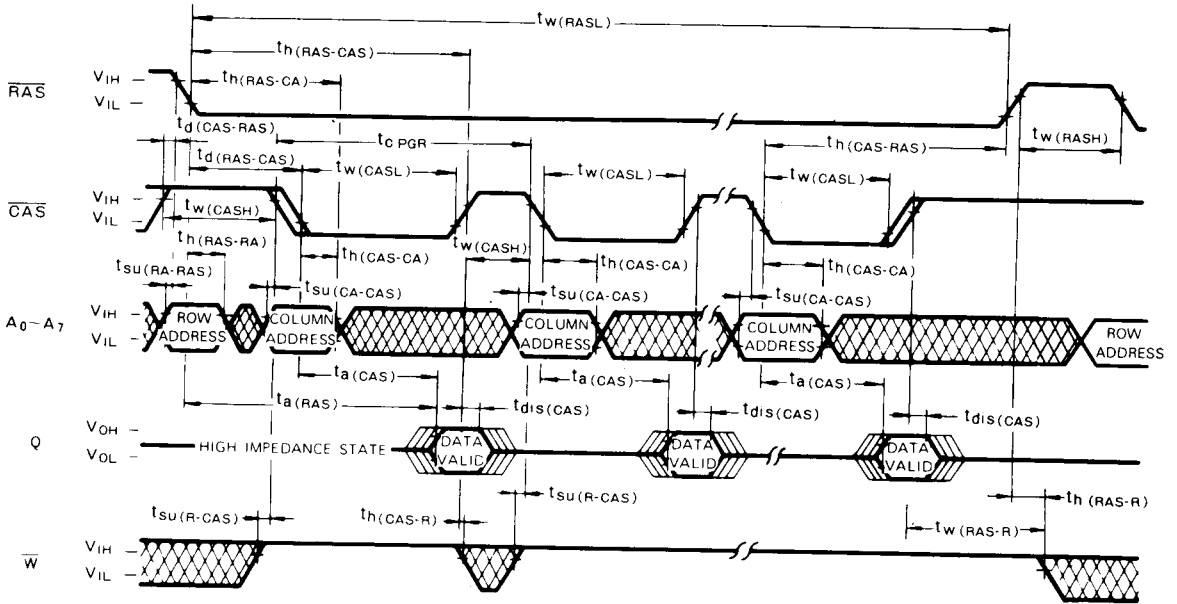 tw(RASL)
th(RAS-CAS)
th(RAS-CA)
RAS
VIH
VIL
td(CAS-RAS)
tw(RASH)
tc PGR
th(CAS-RAS)
td(RAS-CAS)
tw(CASL)
tw(CASL)
tw(CASL)
CAS
VIH
VIL
tw(CASH)
th(RAS-RA)
tw(CASH)
tsu(RA-RAS)
th(CAS-CA)
th(CAS-CA)
th(CAS-CA)
tsu(CA-CAS)
tsu(CA-CAS)
tsu(CA-CAS)
A0-A7
VIH
VIL
ROW ADDRESS
COLUMN ADDRESS
COLUMN ADDRESS
COLUMN ADDRESS
ROW ADDRESS
ta(CAS)
ta(CAS)
ta(CAS)
ta(RAS)
tdis(CAS)
tdis(CAS)
tdis(CAS)
Q
VOH
VOL
HIGH IMPEDANCE STATE
DATA VALID
DATA VALID
DATA VALID
tsu(R-CAS)
th(RAS-R)
tsu(R-CAS)
th(CAS-R)
tw(RAS-R)
W
VIH
VIL